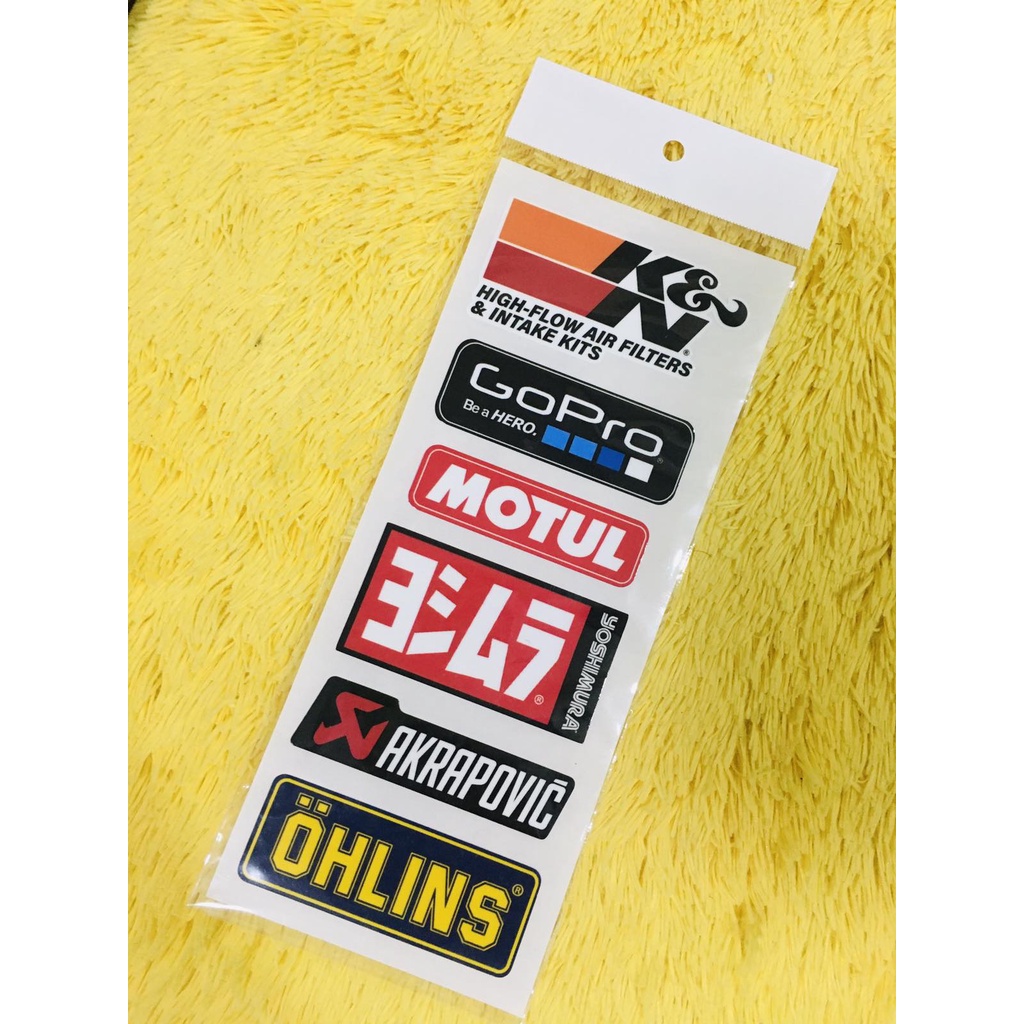 K&N®
HIGH-FLOW AIR FILTERS
& INTAKE KITS
GoPro®
Be a HERO.
MOTUL
ヨシムラ®
YOSHIMURA
AKRAPOVIČ
ÖHLINS®